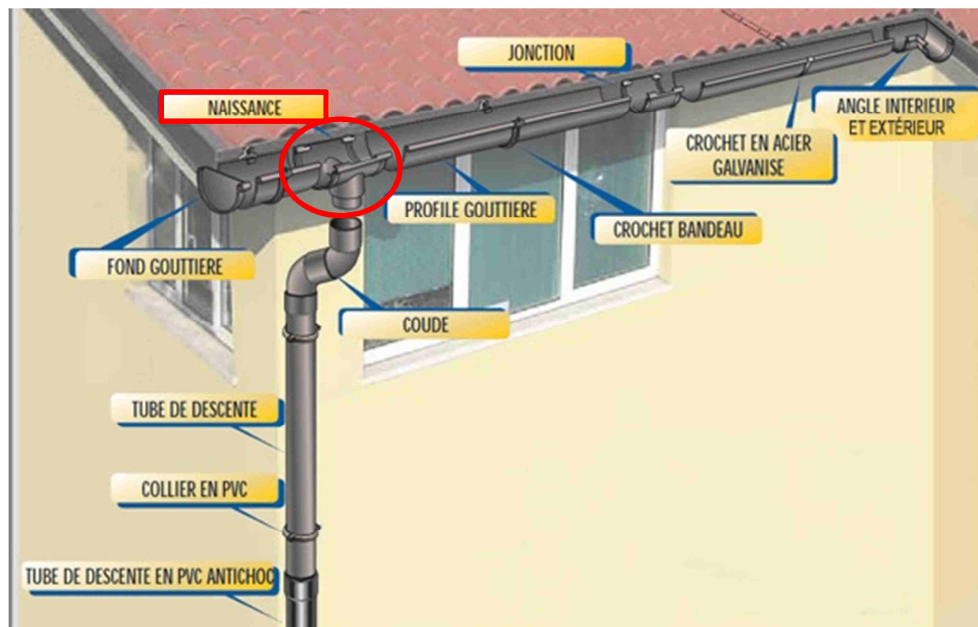 JONCTION
NAISSANCE
ANGLE INTERIEUR
ET EXTÉRIEUR
CROCHET EN ACIER
GALVANISE
PROFILE GOUTTIERE
CROCHET BANDEAU
FOND GOUTTIERE
COUDE
TUBE DE DESCENTE
COLLIER EN PVC
TUBE DE DESCENTE EN PVC ANTICHOC